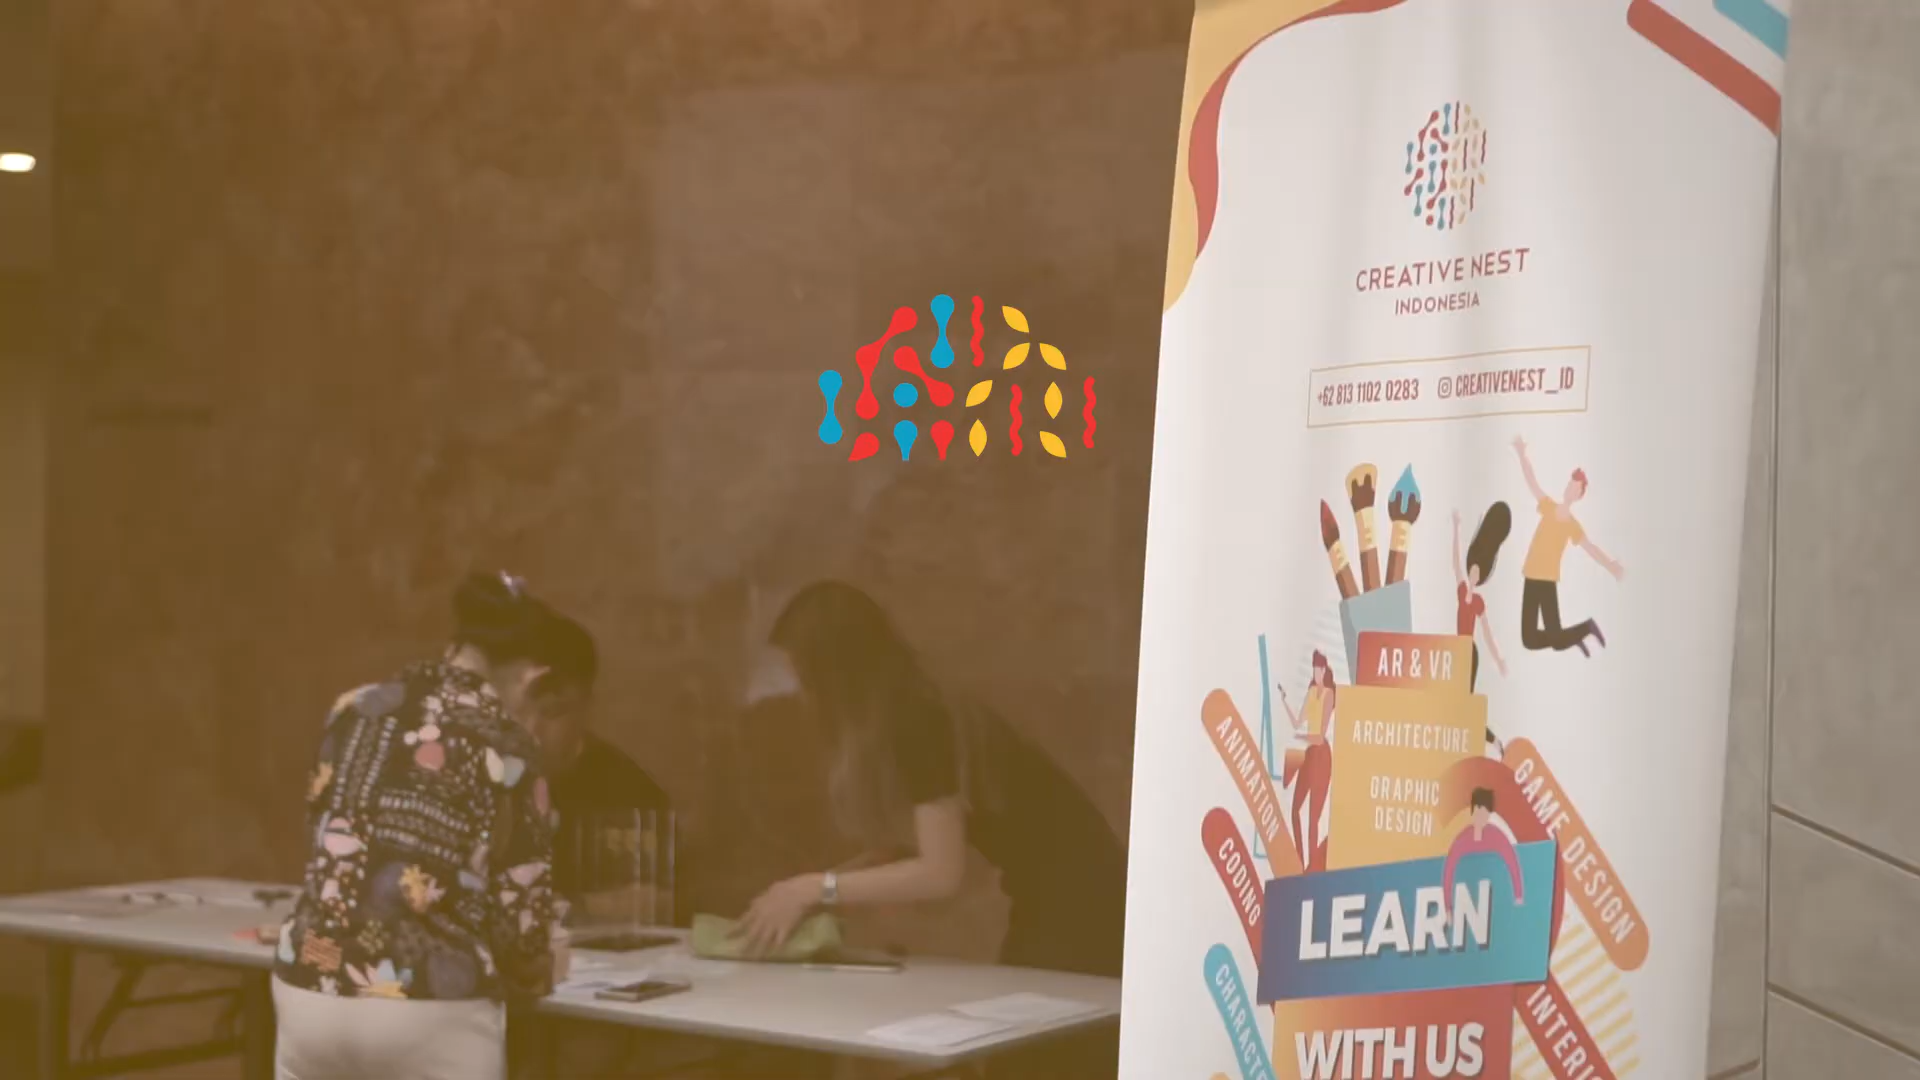 CREATIVE NEST
INDONESIA
+62 813 1102 0283 CREATIVENEST_ID
AR & VR
ARCHITECTURE
GRAPHIC
DESIGN
ANIMATION
GAME DESIGN
CODING
LEARN
WITH US